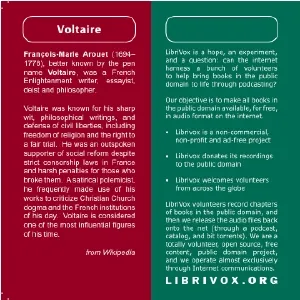 Voltaire
François-Marie Arouet (1694–
1778), better known by the pen
name Voltaire, was a French
Enlightenment writer, essayist,
deist and philosopher.
Voltaire was known for his sharp
wit, philosophical writings, and
defense of civil liberties, including
freedom of religion and the right to
a fair trial. He was an outspoken
supporter of social reform despite
strict censorship laws in France
and harsh penalties for those who
broke them. A satirical polemicist,
he frequently made use of his
works to criticize Christian Church
dogma and the French institutions
of his day. Voltaire is considered
one of the most influential figures
of his time.
from Wikipedia
LibriVox is a hope, an experiment,
and a question: can the internet
harness a bunch of volunteers
to help bring books in the public
domain to life through podcasting?
Our objective is to make all books in
the public domain available, for free,
in audio format on the internet.
• Librivox is a non-commercial,
non-profit and ad-free project
• Librivox donates its recordings
to the public domain
• Librivox welcomes volunteers
from across the globe
LibriVox volunteers record chapters
of books in the public domain, and
then we release the audio files back
onto the net (through a podcast,
catalog, and bit torrents). We are a
totally volunteer, open source, free
content, public domain project,
and we operate almost exclusively
through Internet communications.
LIBRIVOX.ORG